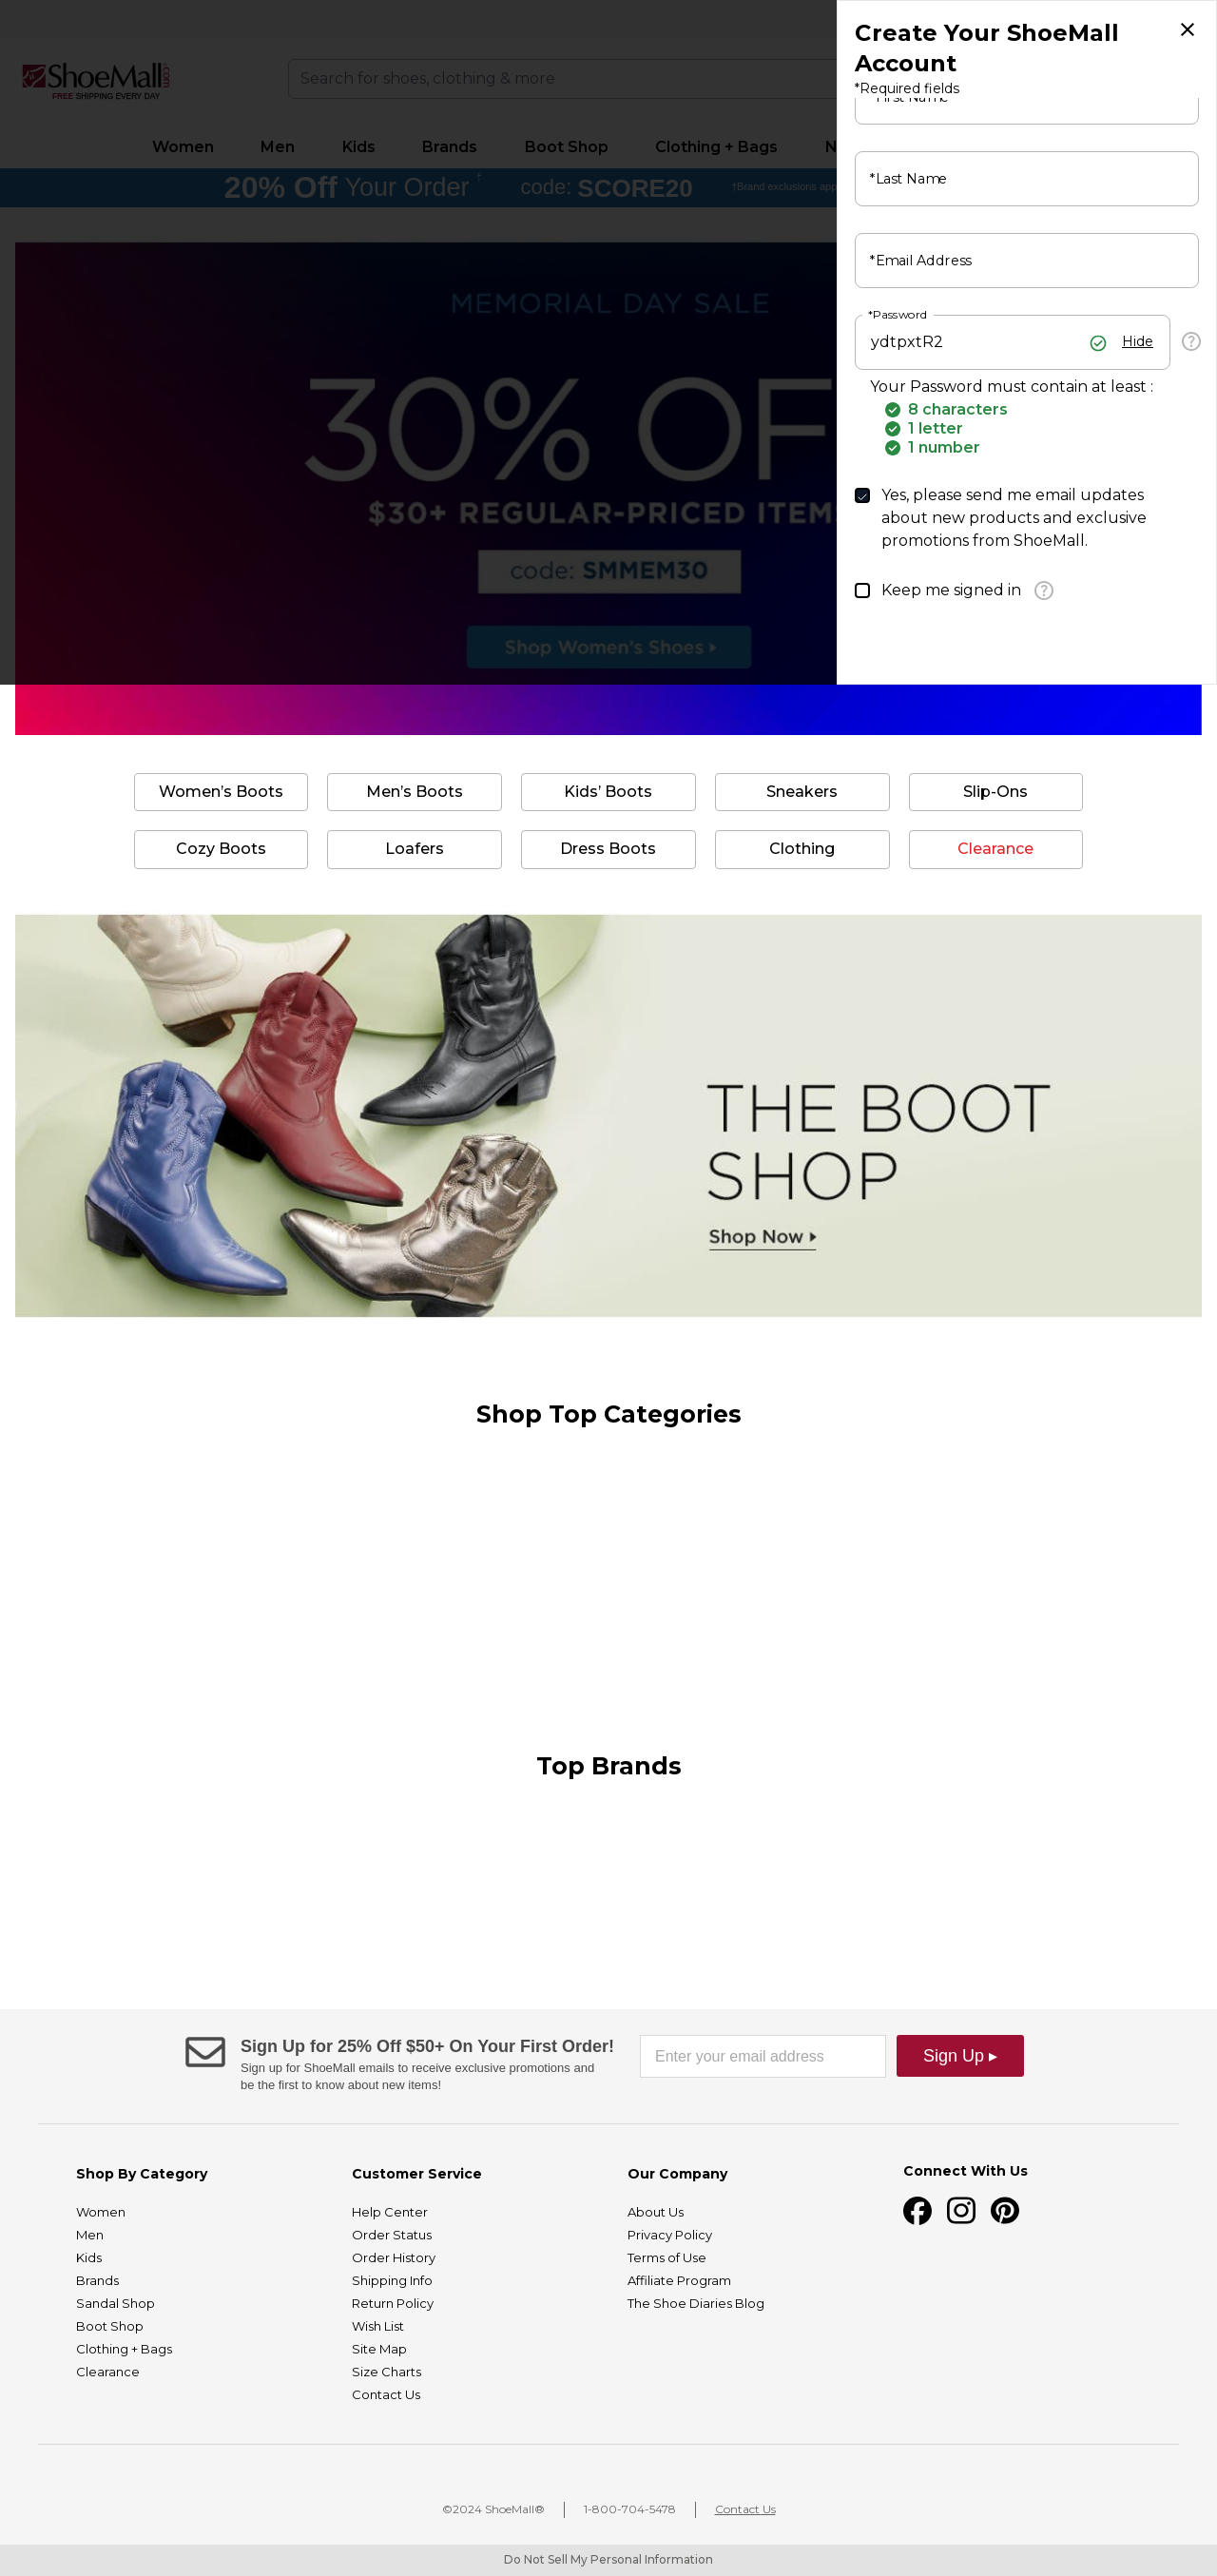 Create Your ShoeMall
Account
*Required fields
*First Name
*Last Name
*Email Address
*Password
ydtpxtR2
Hide
Your Password must contain at least :
8 characters
1 letter
1 number
Yes, please send me email updates
about new products and exclusive
promotions from ShoeMall.
Keep me signed in
ShoeMall.com
FREE SHIPPING EVERY DAY
Search for shoes, clothing & more
Women
Men
Kids
Brands
Boot Shop
Clothing + Bags
N
20% Off Your Order †
code: SCORE20
†Brand exclusions app
MEMORIAL DAY SALE
30% OF
$30+ REGULAR-PRICED ITEM
code: SMMEM30
Shop Women's Shoes
Women’s Boots
Men’s Boots
Kids’ Boots
Sneakers
Slip-Ons
Cozy Boots
Loafers
Dress Boots
Clothing
Clearance
THE BOOT
SHOP
Shop Now
Shop Top Categories
Top Brands
Sign Up for 25% Off $50+ On Your First Order!
Sign up for ShoeMall emails to receive exclusive promotions and
be the first to know about new items!
Enter your email address
Sign Up ▸
Shop By Category
Women
Men
Kids
Brands
Sandal Shop
Boot Shop
Clothing + Bags
Clearance
Customer Service
Help Center
Order Status
Order History
Shipping Info
Return Policy
Wish List
Site Map
Size Charts
Contact Us
Our Company
About Us
Privacy Policy
Terms of Use
Affiliate Program
The Shoe Diaries Blog
Connect With Us
©2024 ShoeMall®
1-800-704-5478
Contact Us
Do Not Sell My Personal Information